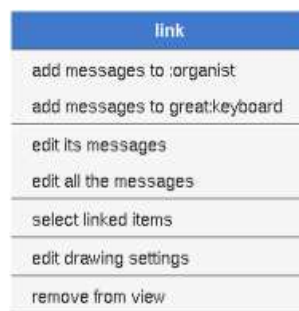 link
add messages to :organist
add messages to great:keyboard
edit its messages
edit all the messages
select linked items
edit drawing settings
remove from view